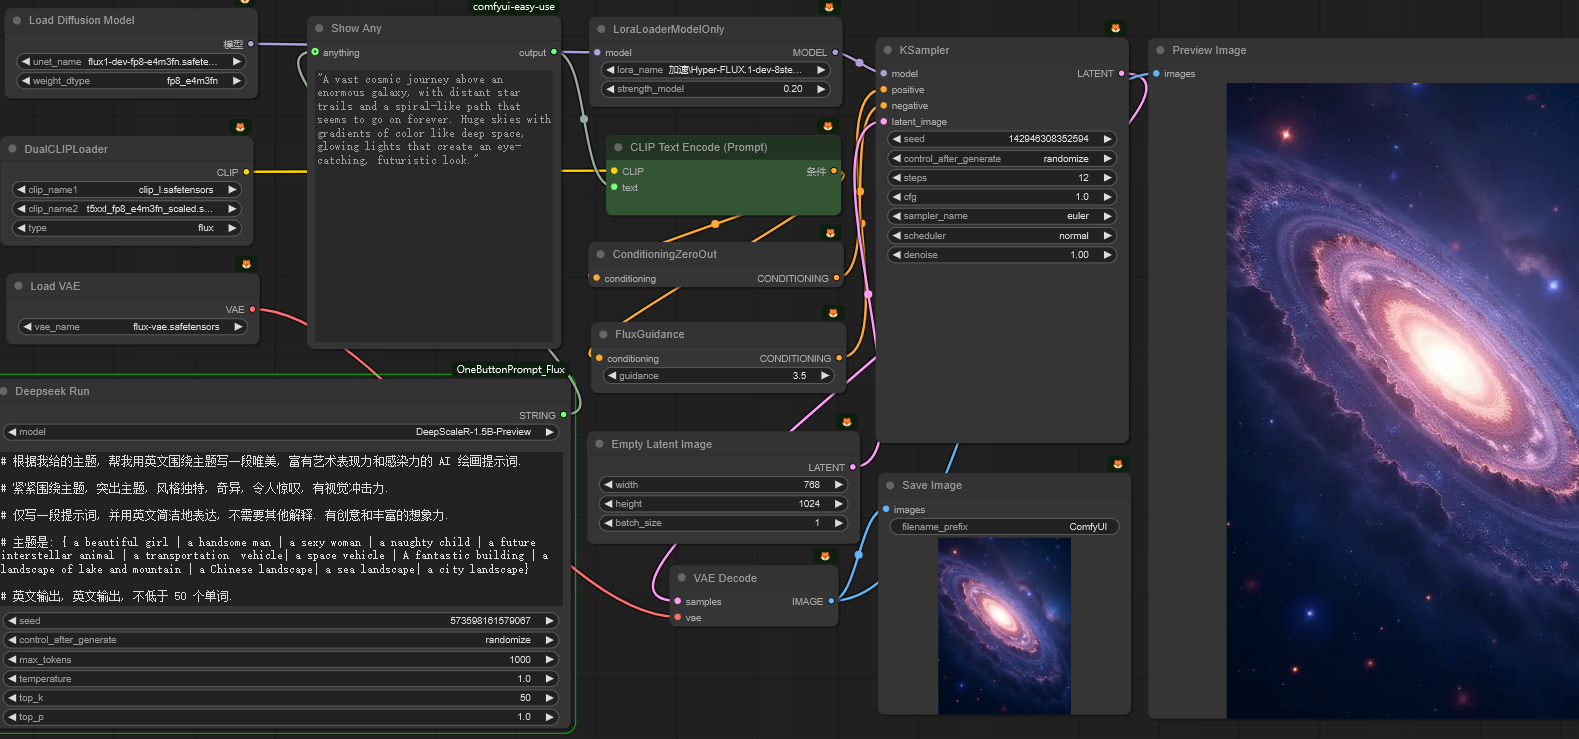 Load Diffusion Model
模型
unet_name flux1-dev-fp8-e4m3fn.safete...
weight_dtype fp8_e4m3fn
DualCLIPLoader
CLIP
clip_name1 clip_l.safetensors
clip_name2 t5xxl_fp8_e4m3fn_scaled.s...
type flux
Load VAE
VAE
vae_name flux-vae.safetensors
comfyui-easy-use
Show Any
anything output
"A vast cosmic journey above an
enormous galaxy, with distant star
trails and a spiral-like path that
seems to go on forever. Huge skies with
gradients of color like deep space,
glowing lights that create an eye-
catching, futuristic look."
OneButtonPrompt_Flux
Deepseek Run
STRING
model DeepScaleR-1.5B-Preview
# 根据我给的主题, 帮我用英文围绕主题写一段唯美, 富有艺术表现力和感染力的 AI 绘画提示词.
# 紧紧围绕主题, 突出主题, 风格独特, 奇异, 令人惊叹, 有视觉冲击力.
# 仅写一段提示词, 并用英文简洁地表达, 不需要其他解释. 有创意和丰富的想象力.
# 主题是: { a beautiful girl | a handsome man | a sexy woman | a naughty child | a future
interstellar animal | a transportation  vehicle| a space vehicle | A fantastic building | a
landscape of lake and mountain | a Chinese landscape| a sea landscape| a city landscape}
# 英文输出, 英文输出, 不低于 50 个单词.
seed 573598161579067
control_after_generate randomize
max_tokens 1000
temperature 1.0
top_k 50
top_p 1.0
LoraLoaderModelOnly
model MODEL
lora_name 加速\Hyper-FLUX.1-dev-8ste...
strength_model 0.20
CLIP Text Encode (Prompt)
CLIP 条件
text
ConditioningZeroOut
conditioning CONDITIONING
FluxGuidance
conditioning CONDITIONING
guidance 3.5
Empty Latent Image
LATENT
width 768
height 1024
batch_size 1
VAE Decode
samples IMAGE
vae
KSampler
model LATENT
positive
negative
latent_image
seed 142946308352594
control_after_generate randomize
steps 12
cfg 1.0
sampler_name euler
scheduler normal
denoise 1.00
Save Image
images
filename_prefix ComfyUI
Preview Image
images